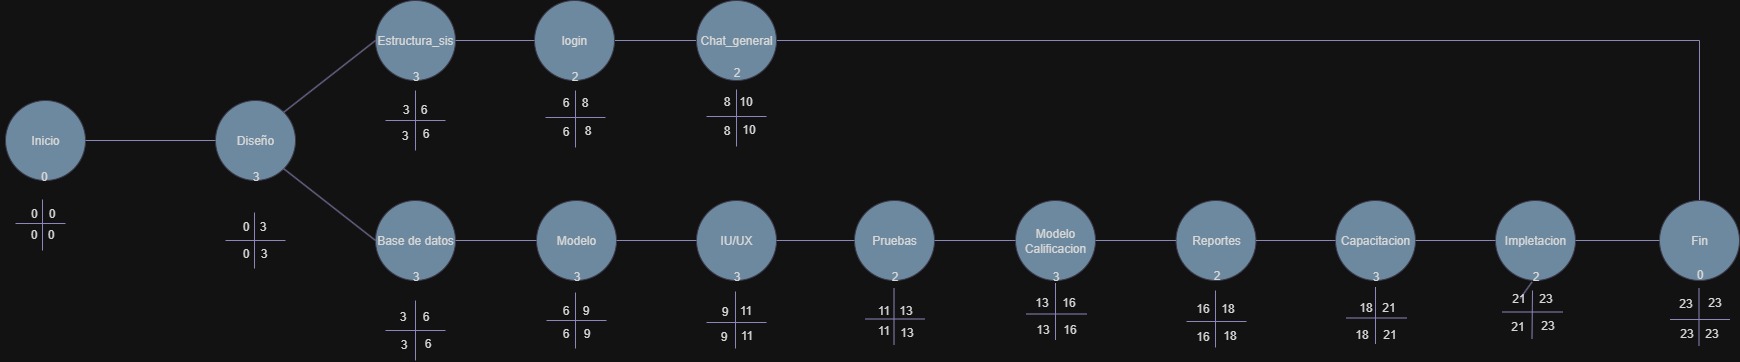 Estructura_sis
3
3 6
3 6
login
2
6 8
6 8
Chat_general
2
8 10
8 10
Inicio
0
0 0
0 0
Diseño
3
0 3
0 3
Base de datos
3
3 6
3 6
Modelo
3
6 9
6 9
IU/UX
3
9 11
9 11
Pruebas
2
11 13
11 13
Modelo
Calificacion
3
13 16
13 16
Reportes
2
16 18
16 18
Capacitacion
3
18 21
18 21
Impletacion
2
21 23
21 23
Fin
0
23 23
23 23